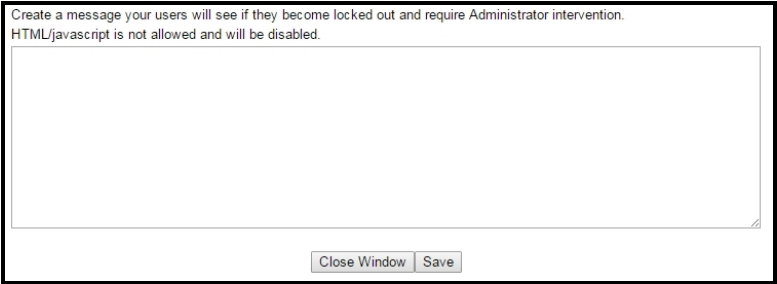 Create a message your users will see if they become locked out and require Administrator intervention.
HTML/javascript is not allowed and will be disabled.
Close Window Save